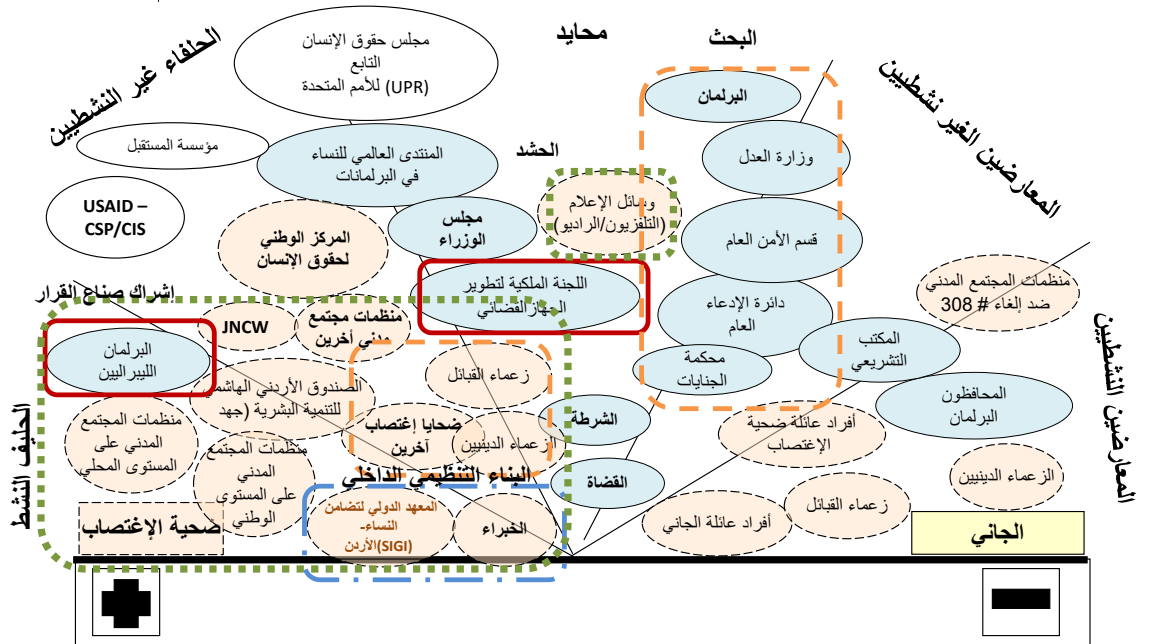 الحلفاء غير النشطيين
محايد
البحث
المعارضين الغير نشطيين
مجلس حقوق الإنسان
التابع
للأمم المتحدة (UPR)
البرلمان
مؤسسة المستقبل
المنتدى العالمي للنساء
في البرلمانات
الحشد
وزارة العدل
USAID –
CSP/CIS
مجلس
الوزراء
وسائل الإعلام
(التلفزيون/الراديو)
المركز الوطني
لحقوق الإنسان
قسم الأمن العام
اللجنة الملكية لتطوير
الجهاز القضائي
منظمات المجتمع المدني
ضد إلغاء # 308
اشراك صناع القرار
JNCW
منظمات مجتمع
مدني أخرين
دائرة الإدعاء
العام
المكتب
التشريعي
المعارضين النشطيين
البرلمان
الليبراليين
محكمة
الجنايات
زعماء القبائل
الصندوق الأردني الهاشم
للتنمية البشرية (جهد
المحافظون
البرلمان
الحليف النشط
منظمات المجتمع
المدني على
المستوى المحلي
ضحايا إغتصاب
آخرين
الزعماء الدينيين
الشرطة
أفراد عائلة ضحية
الإغتصاب
منظمات المجتمع
المدني
على المستوى
الوطني
البناء التنظيمي الداخلي
القضاة
الزعماء الدينيين
زعماء القبائل
ضحية الإغتصاب
المعهد الدولي لتضامن
النساء-
الأردن(SIGI)
الخبراء
أفراد عائلة الجاني
الجاني